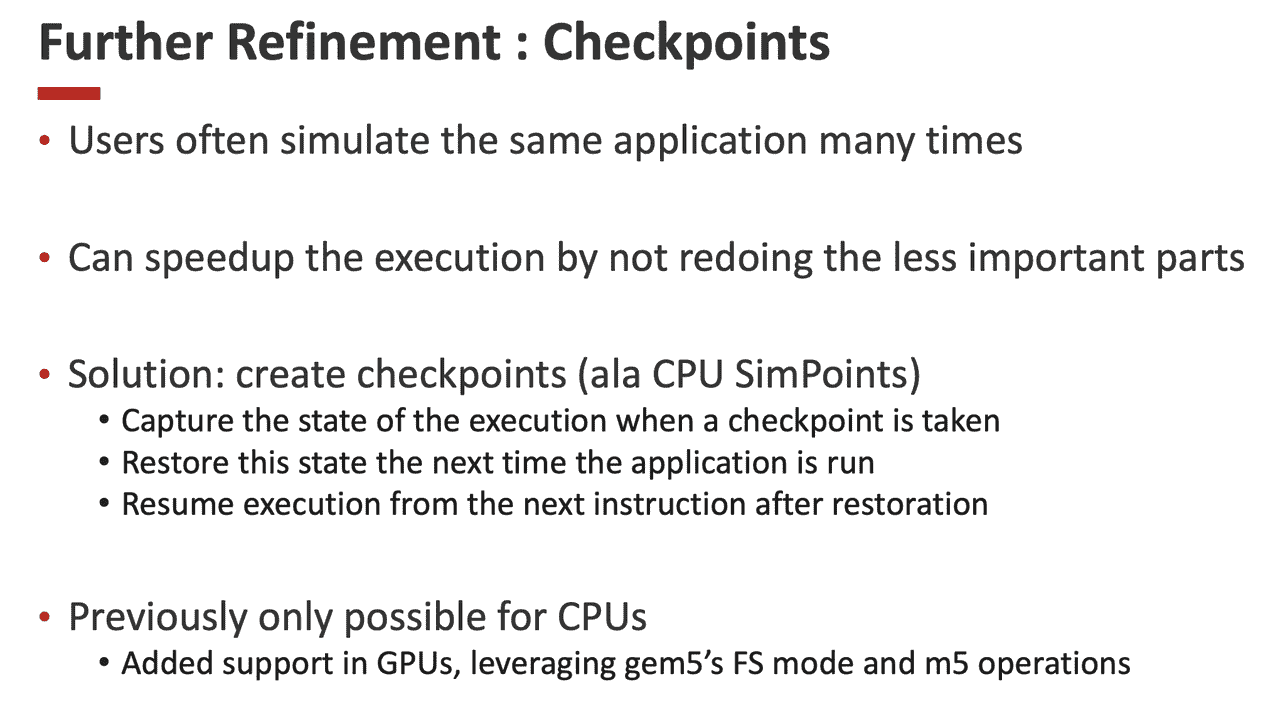 Further Refinement : Checkpoints
• Users often simulate the same application many times
• Can speedup the execution by not redoing the less important parts
• Solution: create checkpoints (ala CPU SimPoints)
• Capture the state of the execution when a checkpoint is taken
• Restore this state the next time the application is run
• Resume execution from the next instruction after restoration
• Previously only possible for CPUs
• Added support in GPUs, leveraging gem5’s FS mode and m5 operations